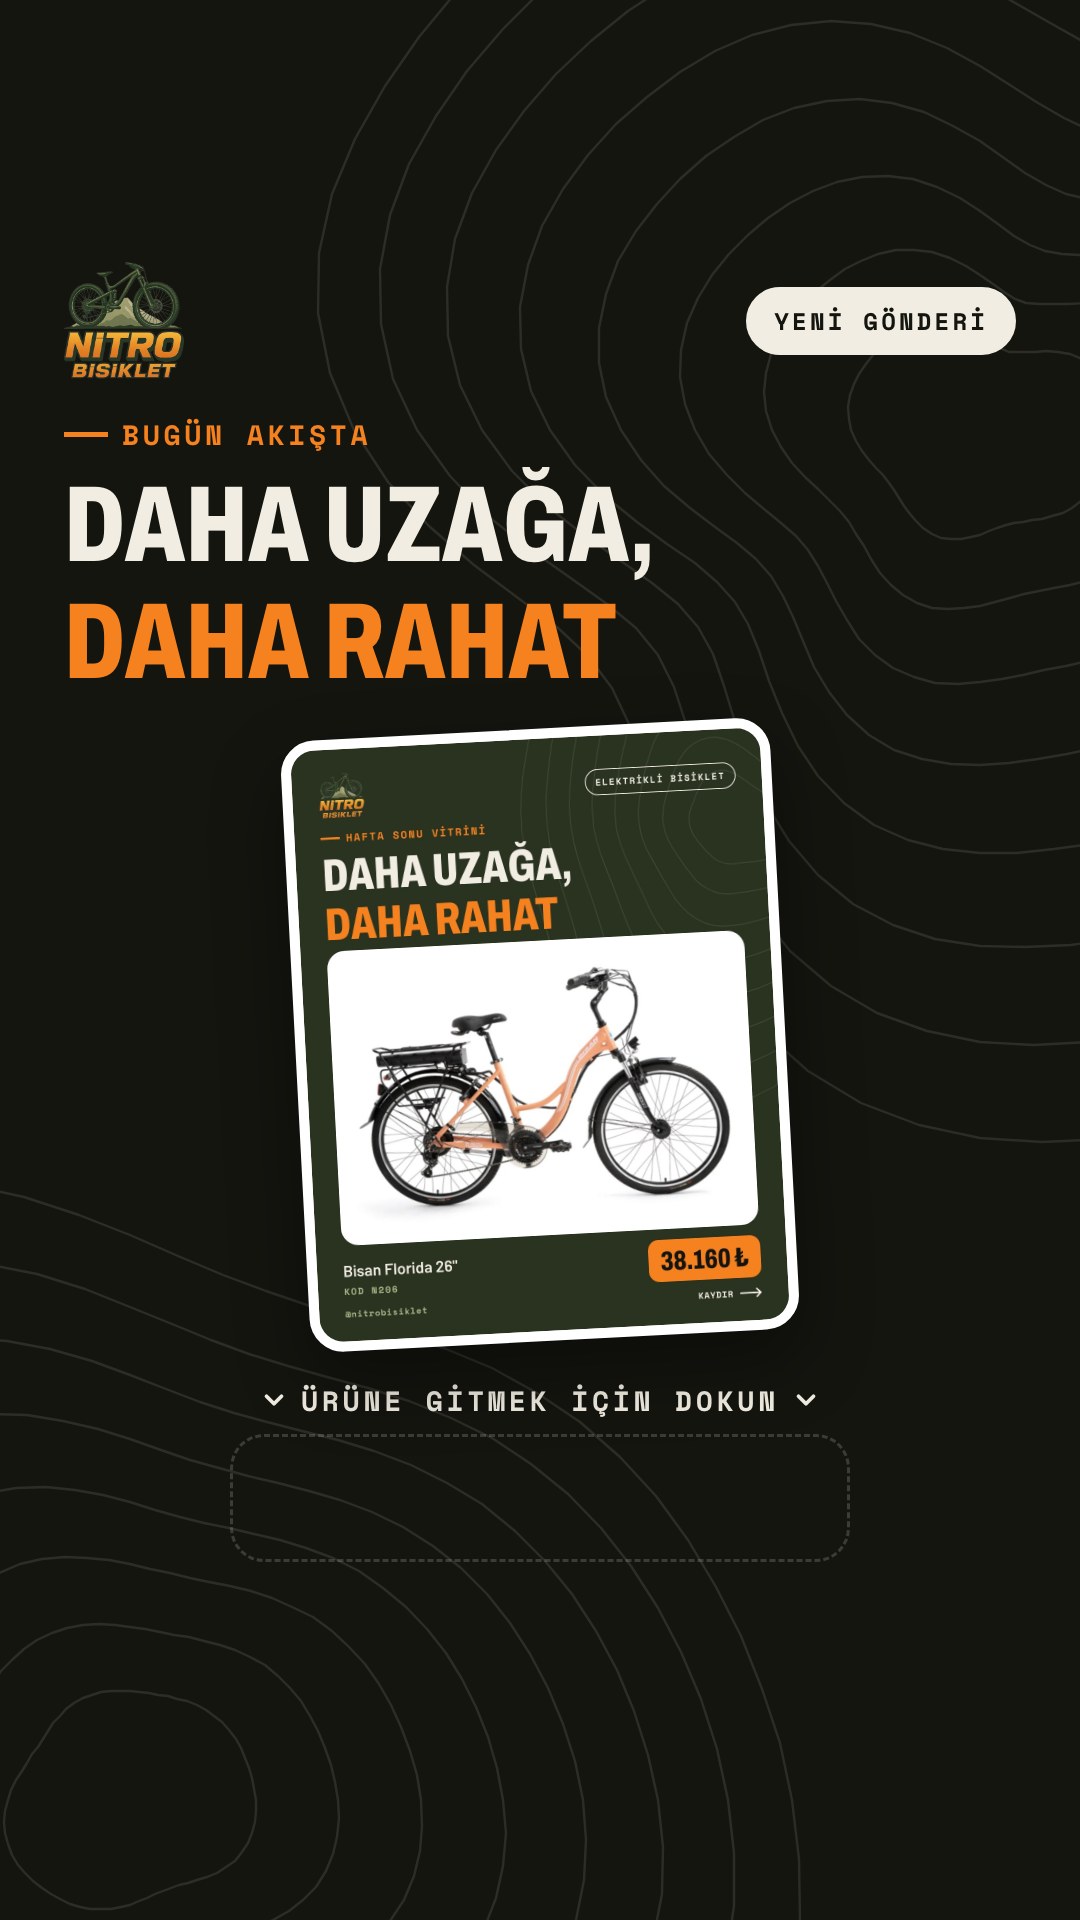 NiTRO
BiSiKLET
YENİ GÖNDERİ
BUGÜN AKIŞTA
DAHA UZAĞA,
DAHA RAHAT
NiTRO
BiSiKLET
ELEKTRİKLİ BİSİKLET
HAFTA SONU VİTRİNİ
DAHA UZAĞA,
DAHA RAHAT
Bisan Florida 26"
38.160 ₺
KOD N206
KAYDIR
@nitrobisiklet
ÜRÜNE GİTMEK İÇİN DOKUN